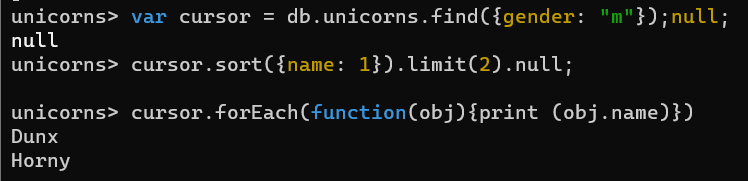 unicorns> var cursor = db.unicorns.find({gender: "m"});null;
null
unicorns> cursor.sort({name: 1}).limit(2).null;
unicorns> cursor.forEach(function(obj){print (obj.name)})
Dunx
Horny